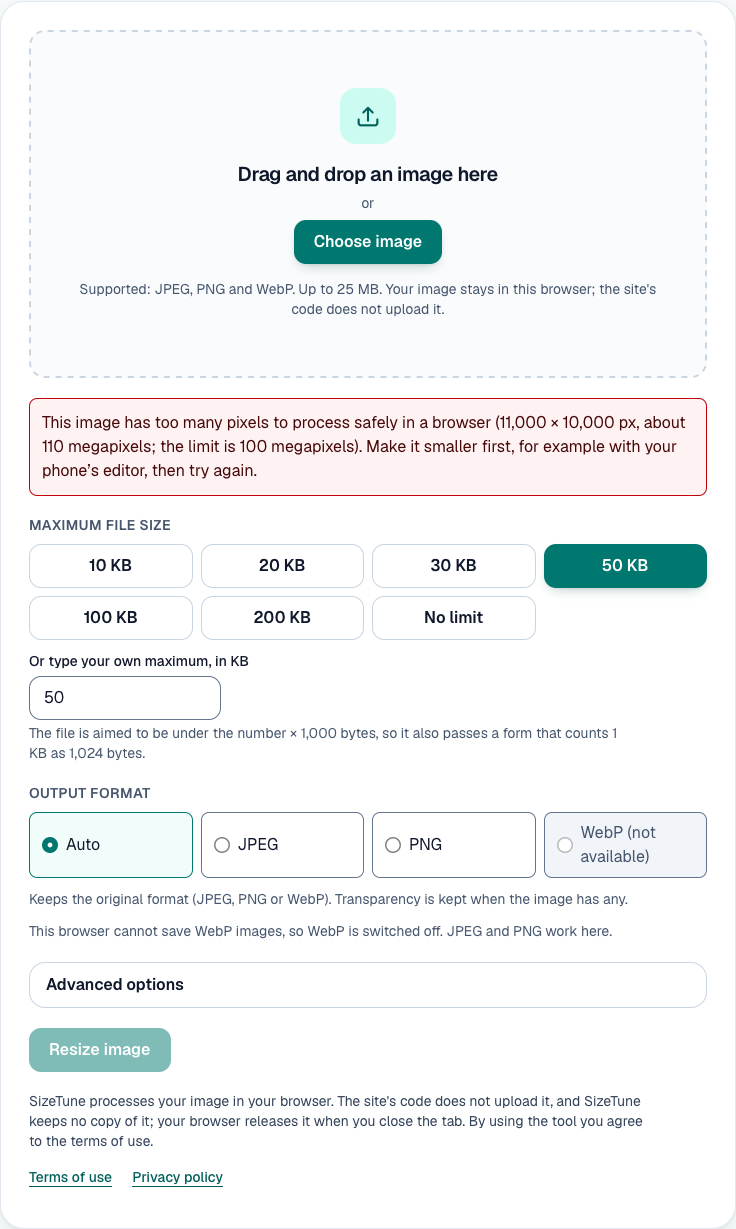 Drag and drop an image here
or
Choose image
Supported: JPEG, PNG and WebP. Up to 25 MB. Your image stays in this browser; the site's
code does not upload it.
This image has too many pixels to process safely in a browser (11,000 × 10,000 px, about
110 megapixels; the limit is 100 megapixels). Make it smaller first, for example with your
phone’s editor, then try again.
MAXIMUM FILE SIZE
10 KB
20 KB
30 KB
50 KB
100 KB
200 KB
No limit
Or type your own maximum, in KB
50
The file is aimed to be under the number × 1,000 bytes, so it also passes a form that counts 1
KB as 1,024 bytes.
OUTPUT FORMAT
Auto
JPEG
PNG
WebP (not
available)
Keeps the original format (JPEG, PNG or WebP). Transparency is kept when the image has any.
This browser cannot save WebP images, so WebP is switched off. JPEG and PNG work here.
Advanced options
Resize image
SizeTune processes your image in your browser. The site's code does not upload it, and SizeTune
keeps no copy of it; your browser releases it when you close the tab. By using the tool you agree
to the terms of use.
Terms of use
Privacy policy